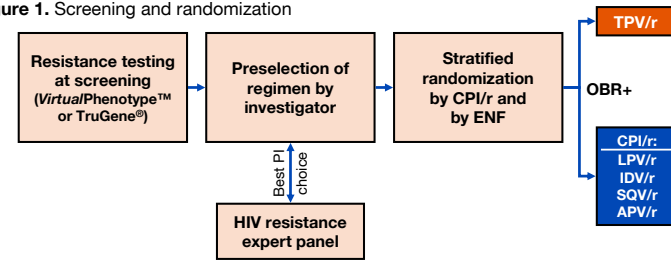 gure 1. Screening and randomization
Resistance testing
at screening
(VirtualPhenotype™
or TruGene®)
Preselection of
regimen by
investigator
Stratified
randomization
by CPI/r and
by ENF
TPV/r
OBR+
CPI/r:
LPV/r
IDV/r
SQV/r
APV/r
Best PI
choice
HIV resistance
expert panel